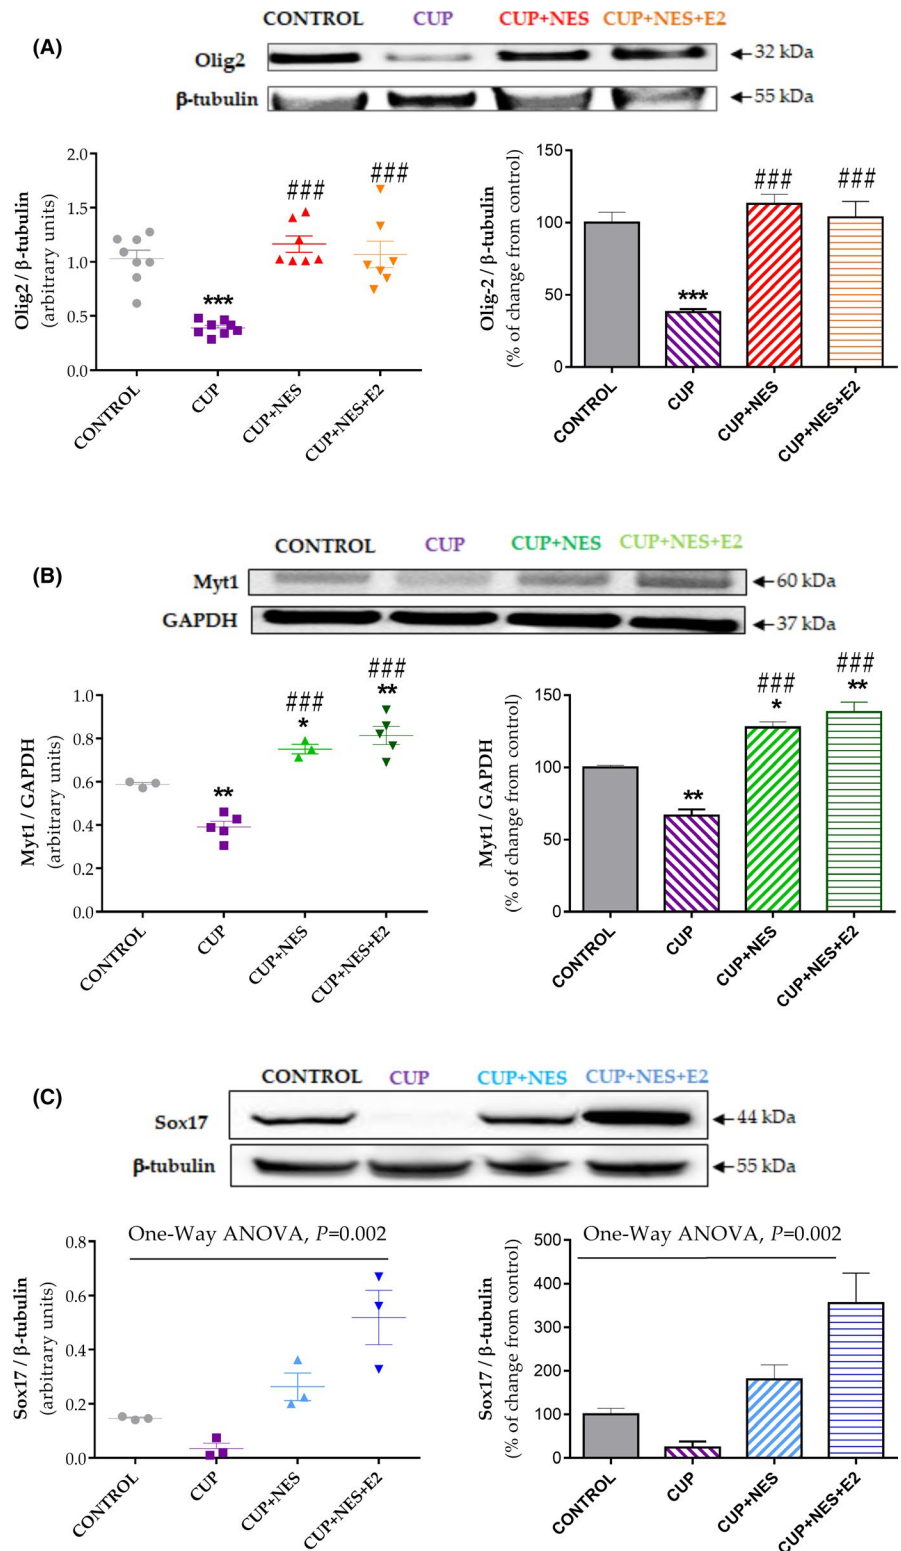 CONTROL CUP CUP+NES CUP+NES+E2
(A)
Olig2 32 kDa
β-tubulin 55 kDa
Olig2 / β-tubulin
(arbitrary units)
2.0
1.5
1.0
0.5
0.0
***
###
###
CONTROL
CUP
CUP+NES
CUP+NES+E2
Olig-2 / β-tubulin
(% of change from control)
150
100
50
0
***
###
###
CONTROL
CUP
CUP+NES
CUP+NES+E2
CONTROL CUP CUP+NES CUP+NES+E2
(B)
Myt1 60 kDa
GAPDH 37 kDa
Myt1 / GAPDH
(arbitrary units)
1.0
0.8
0.6
0.4
0.2
0.0
**
###
*
###
**
CONTROL
CUP
CUP+NES
CUP+NES+E2
Myt1 / GAPDH
(% of change from control)
150
100
50
0
**
###
*
###
**
CONTROL
CUP
CUP+NES
CUP+NES+E2
CONTROL CUP CUP+NES CUP+NES+E2
(C)
Sox17 44 kDa
β-tubulin 55 kDa
One-Way ANOVA, P=0.002
Sox17 / β-tubulin
(arbitrary units)
0.8
0.6
0.4
0.2
0.0
CONTROL
CUP
CUP+NES
CUP+NES+E2
One-Way ANOVA, P=0.002
Sox17 / β-tubulin
(% of change from control)
500
400
300
200
100
0
CONTROL
CUP
CUP+NES
CUP+NES+E2